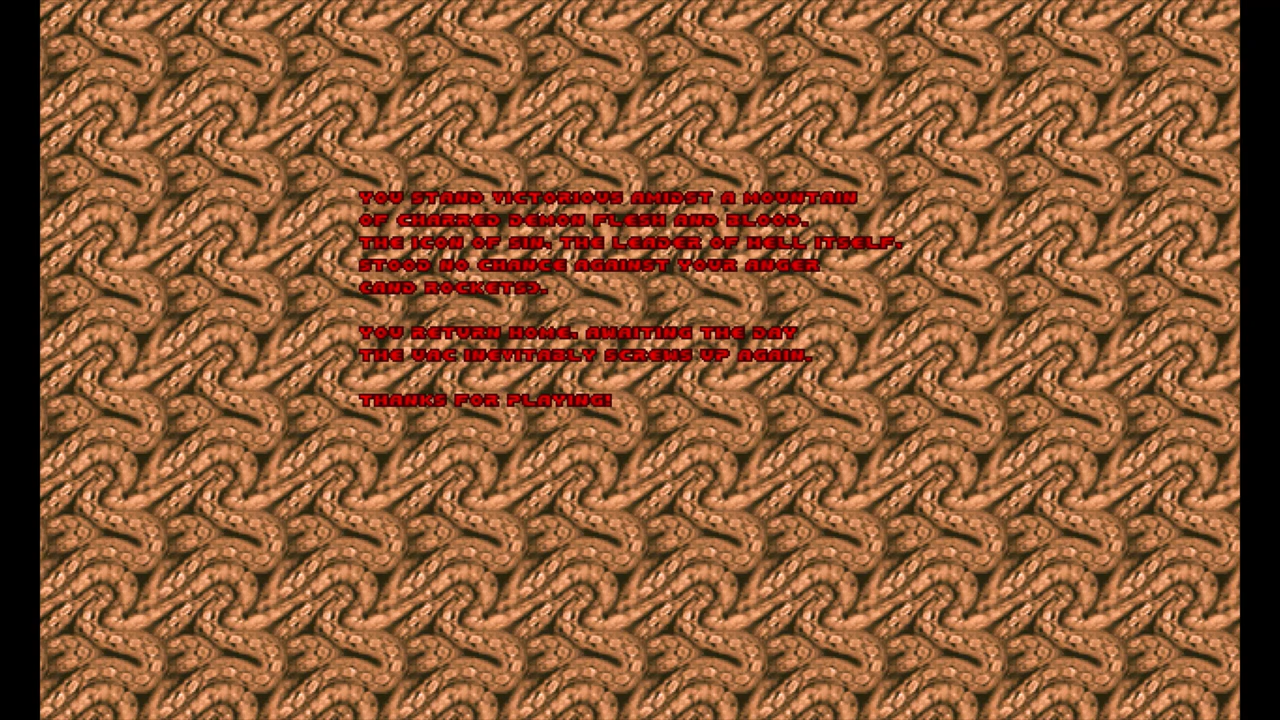 YOU STAND VICTORIOUS AMIDST A MOUNTAIN
OF CHARRED DEMON FLESH AND BLOOD.
THE ICON OF SIN, THE LEADER OF HELL ITSELF,
STOOD NO CHANCE AGAINST YOUR ANGER
(AND ROCKETS).
YOU RETURN HOME, AWAITING THE DAY
THE UAC INEVITABLY SCREWS UP AGAIN.
THANKS FOR PLAYING!